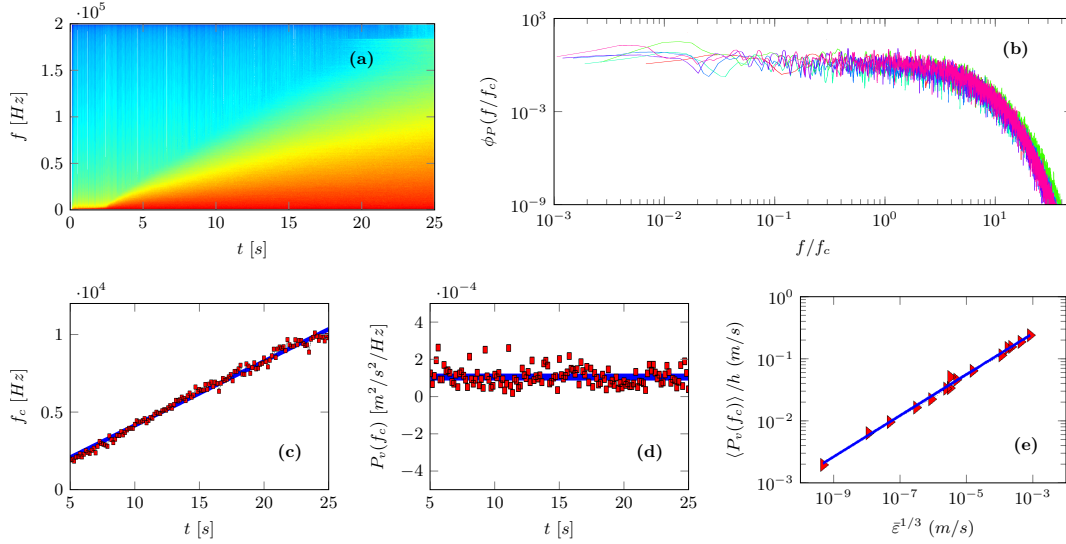 ·10^5
2
1.5
1
0.5
0
f [Hz]
(a)
0 5 10 15 20 25
t [s]
10^3
10^−3
10^−9
ϕ_P(f/f_c)
(b)
10^−3 10^−2 10^−1 10^0 10^1
f/f_c
·10^4
1
0.5
0
f_c [Hz]
(c)
5 10 15 20 25
t [s]
·10^−4
4
2
0
−2
−4
P_v(f_c) [m^2/s^2/Hz]
(d)
5 10 15 20 25
t [s]
10^0
10^−1
10^−2
10^−3
⟨P_v(f_c)⟩/h (m/s)
(e)
10^−9 10^−7 10^−5 10^−3
ε̄^1/3 (m/s)